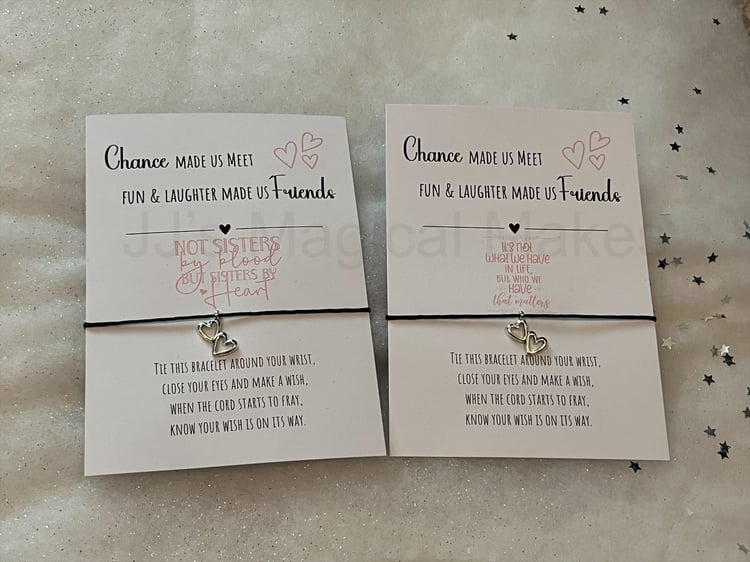 Chance MADE US MEET
FUN & LAUGHTER MADE US Friends
NOT SISTERS
by blood
BUT SISTERS BY
Heart
TIE THIS BRACELET AROUND YOUR WRIST,
CLOSE YOUR EYES AND MAKE A WISH,
WHEN THE CORD STARTS TO FRAY,
KNOW YOUR WISH IS ON ITS WAY.
Chance MADE US MEET
FUN & LAUGHTER MADE US Friends
IT'S NOT
WHAT WE HAVE
IN LIFE,
BUT WHO WE
HAVE
that matters
TIE THIS BRACELET AROUND YOUR WRIST,
CLOSE YOUR EYES AND MAKE A WISH,
WHEN THE CORD STARTS TO FRAY,
KNOW YOUR WISH IS ON ITS WAY.
JJ's Magical Makes